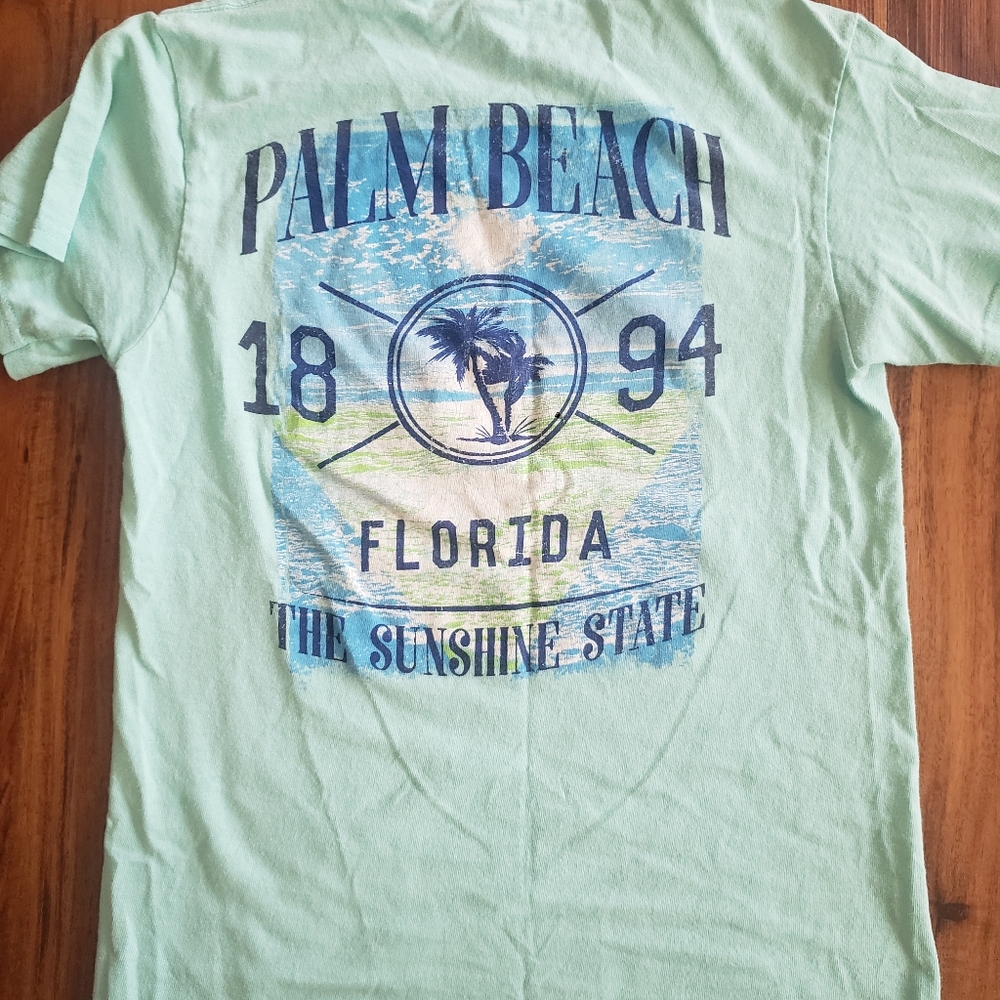 PALM BEACH
18 94
FLORIDA
THE SUNSHINE STATE